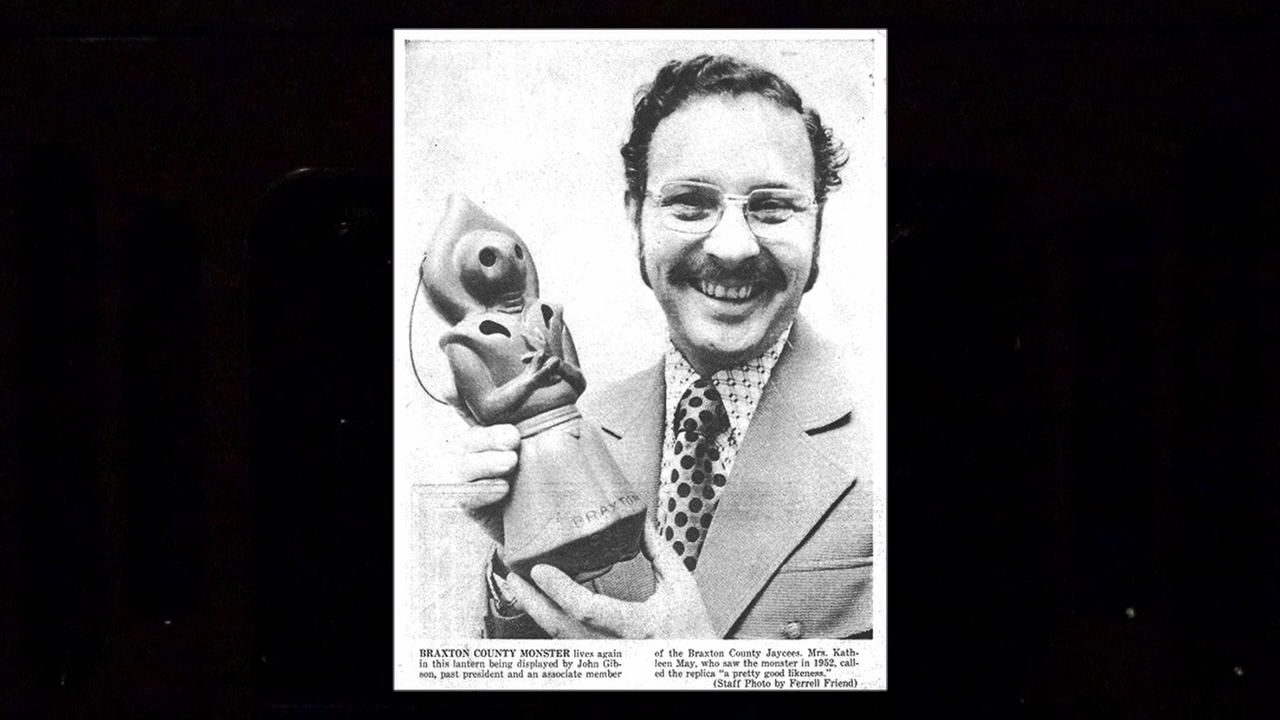 BRAXTON
BRAXTON COUNTY MONSTER lives again
in this lantern being displayed by John Gib-
son, past president and an associate member
of the Braxton County Jaycees. Mrs. Kath-
leen May, who saw the monster in 1952, call-
ed the replica "a pretty good likeness."
(Staff Photo by Ferrell Friend)